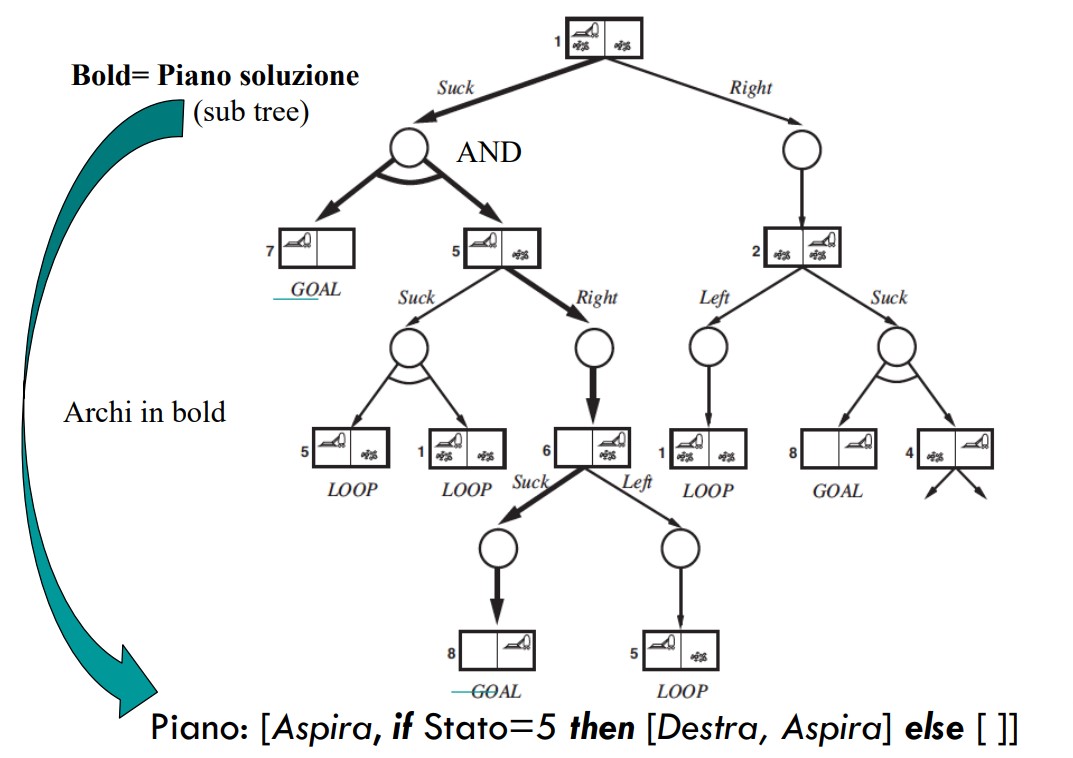 1
Bold= Piano soluzione
(sub tree)
Suck
Right
AND
7
5
2
GOAL
Suck
Right
Left
Suck
Archi in bold
5
1
6
1
8
4
LOOP
LOOP
Suck
Left
LOOP
GOAL
8
5
GOAL
LOOP
Piano: [Aspira, if Stato=5 then [Destra, Aspira] else [ ]]